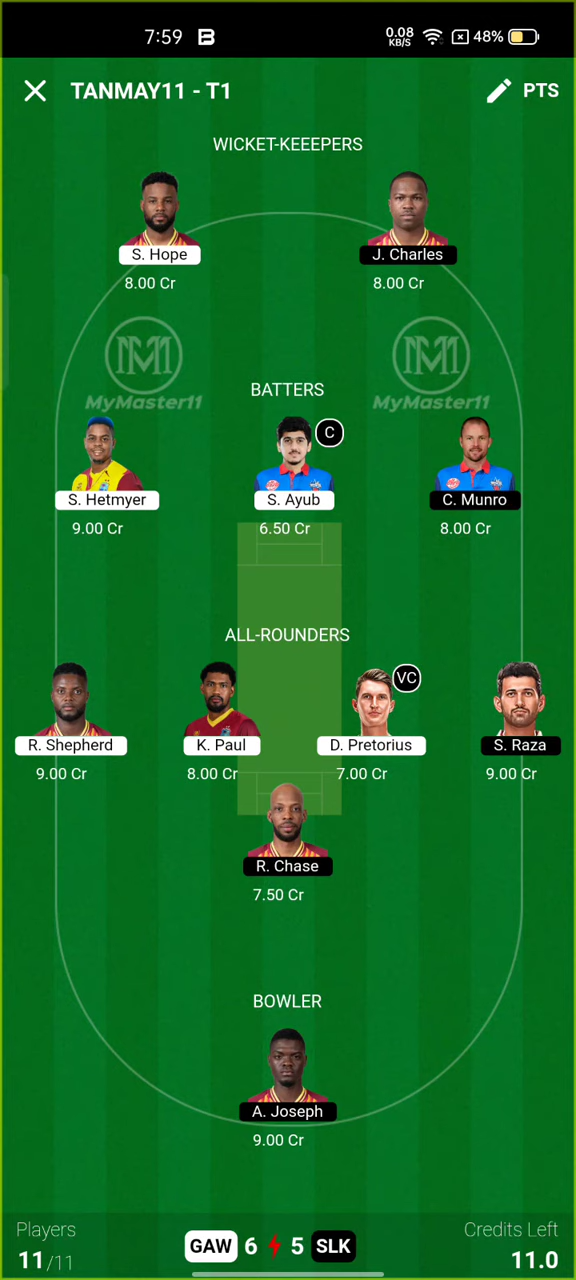 7:59 B 0.08 KB/S 48%
TANMAY11 - T1 PTS
WICKET-KEEEPERS
S. Hope J. Charles
8.00 Cr 8.00 Cr
MM MM
MyMaster11 MyMaster11
BATTERS
C
S. Hetmyer S. Ayub C. Munro
9.00 Cr 6.50 Cr 8.00 Cr
ALL-ROUNDERS
VC
R. Shepherd K. Paul D. Pretorius S. Raza
9.00 Cr 8.00 Cr 7.00 Cr 9.00 Cr
R. Chase
7.50 Cr
BOWLER
A. Joseph
9.00 Cr
Players Credits Left
11/11 GAW 6 5 SLK 11.0